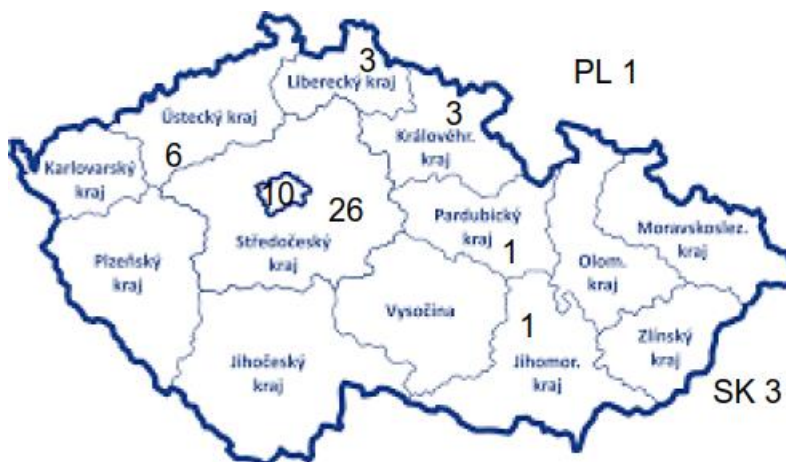 3
Liberecký kraj
PL 1
Ústecký kraj
3
Královéhr.
kraj
6
Karlovarský
kraj
10
26
Středočeský
kraj
Pardubický
kraj
1
Moravskoslez.
kraj
Olom.
kraj
Plzeňský
kraj
Vysočina
1
Jihomor.
kraj
Zlínský
kraj
Jihočeský
kraj
SK 3